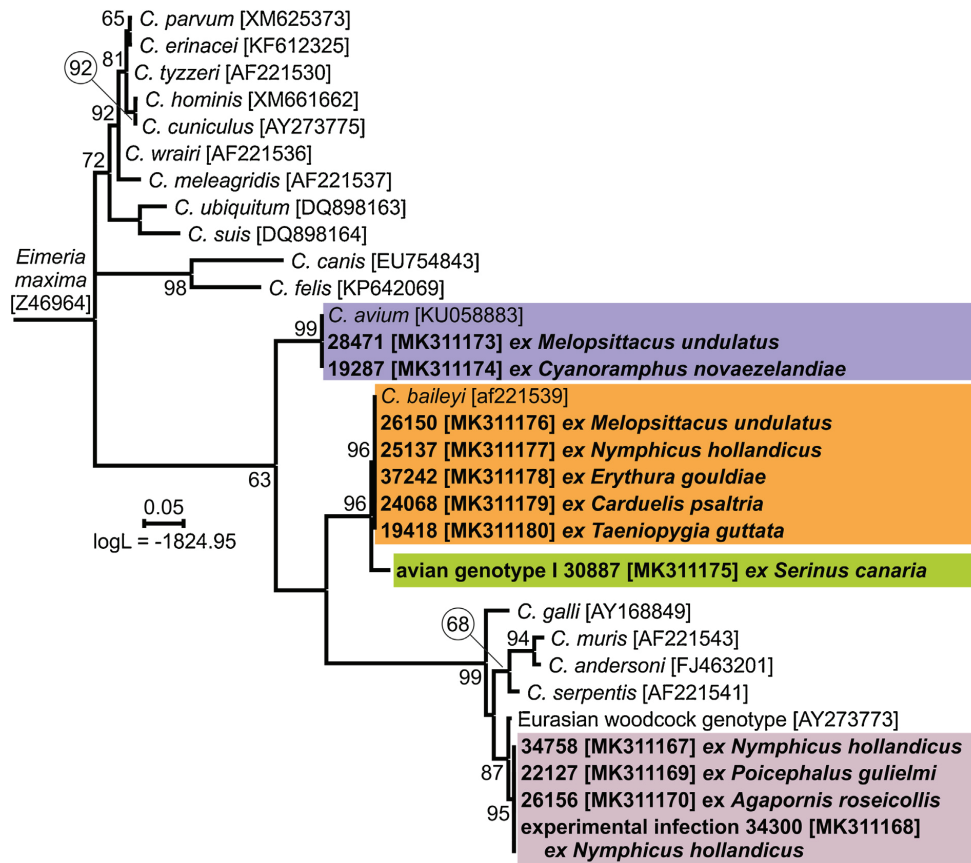 65
C. parvum [XM625373]
C. erinacei [KF612325]
81
C. tyzzeri [AF221530]
92
C. hominis [XM661662]
92
C. cuniculus [AY273775]
72
C. wrairi [AF221536]
C. meleagridis [AF221537]
C. ubiquitum [DQ898163]
C. suis [DQ898164]
Eimeria
maxima
[Z46964]
C. canis [EU754843]
98
C. felis [KP642069]
99
C. avium [KU058883]
28471 [MK311173] ex Melopsittacus undulatus
19287 [MK311174] ex Cyanoramphus novaezelandiae
C. baileyi [af221539]
26150 [MK311176] ex Melopsittacus undulatus
96
25137 [MK311177] ex Nymphicus hollandicus
63
37242 [MK311178] ex Erythura gouldiae
96
24068 [MK311179] ex Carduelis psaltria
19418 [MK311180] ex Taeniopygia guttata
0.05
logL = -1824.95
avian genotype I 30887 [MK311175] ex Serinus canaria
C. galli [AY168849]
68
94
C. muris [AF221543]
C. andersoni [FJ463201]
99
C. serpentis [AF221541]
Eurasian woodcock genotype [AY273773]
34758 [MK311167] ex Nymphicus hollandicus
87
22127 [MK311169] ex Poicephalus gulielmi
95
26156 [MK311170] ex Agapornis roseicollis
experimental infection 34300 [MK311168]
ex Nymphicus hollandicus